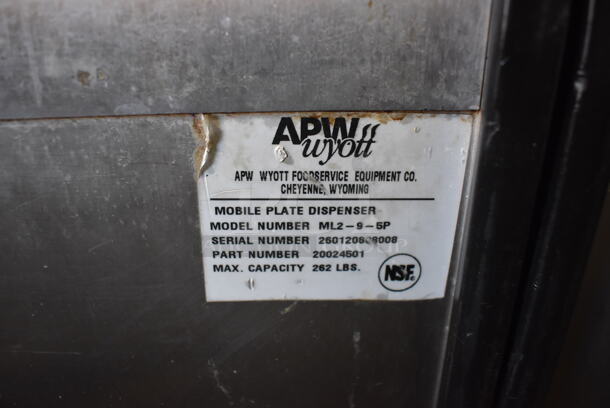 APW
wyott
APW WYOTT FOODSERVICE EQUIPMENT CO.
CHEYENNE, WYOMING
MOBILE PLATE DISPENSER
MODEL NUMBER ML2-9-5P
SERIAL NUMBER
PART NUMBER 20024501
MAX. CAPACITY 262 LBS.
NSF.